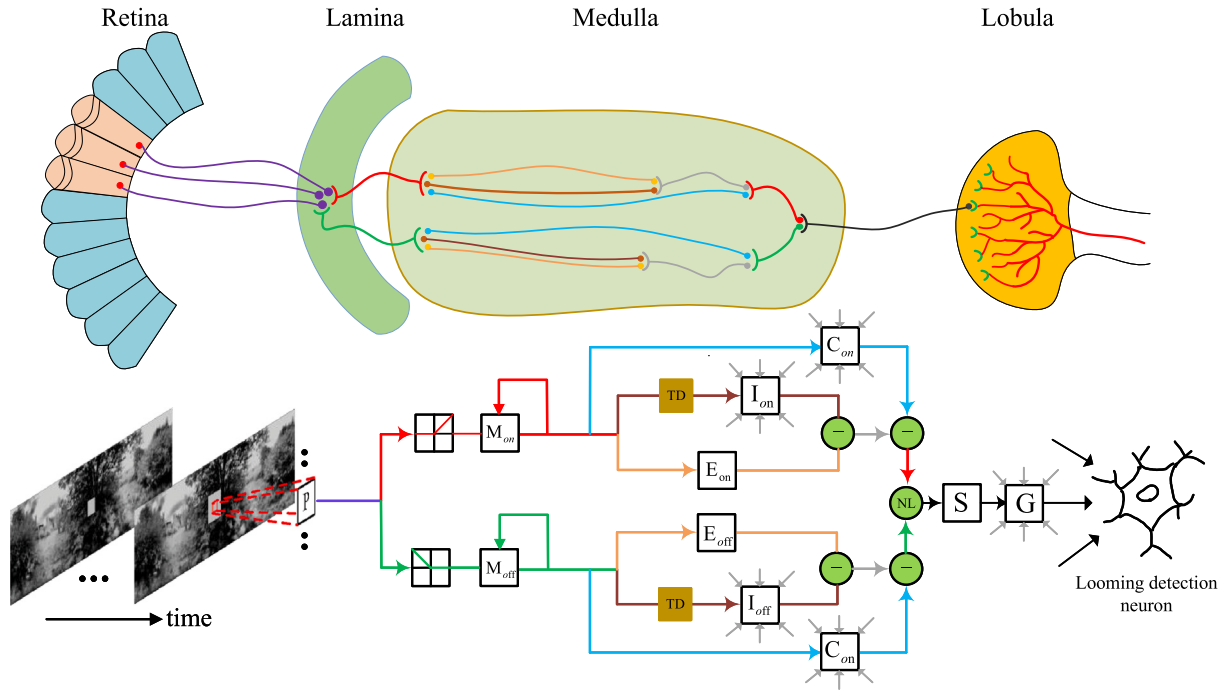 Retina Lamina Medulla Lobula
C on
TD I on
M on
E on
P
NL S G
E off
M off
TD I off
Looming detection
neuron
time
C on